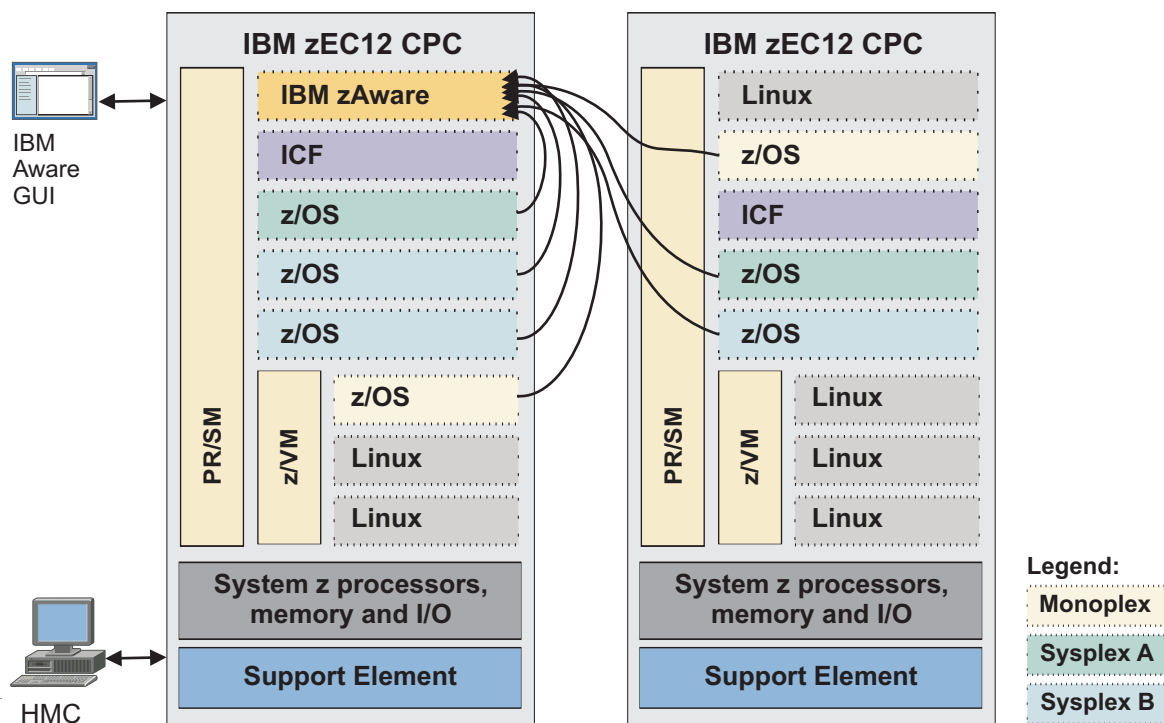 IBM zEC12 CPC
IBM
Aware
GUI
PR/SM
IBM zAware
ICF
z/OS
z/OS
z/OS
z/VM
z/OS
Linux
Linux
System z processors,
memory and I/O
Support Element
HMC
IBM zEC12 CPC
PR/SM
Linux
z/OS
ICF
z/OS
z/OS
z/VM
Linux
Linux
Linux
System z processors,
memory and I/O
Support Element
Legend:
Monoplex
Sysplex A
Sysplex B